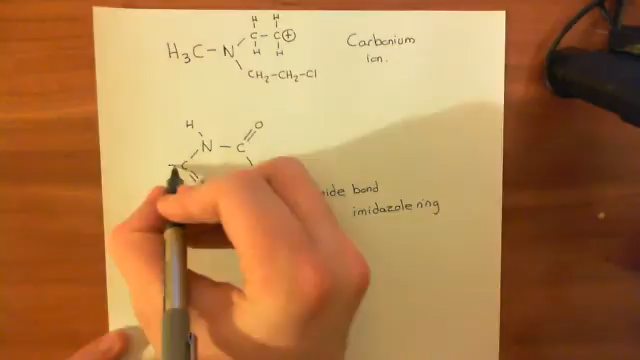 H H
H₃C – N C – C ⊕
H H
CH₂–CH₂–Cl
Carbonium
ion.
H O
N – C
C
ide bond
imidazole ring